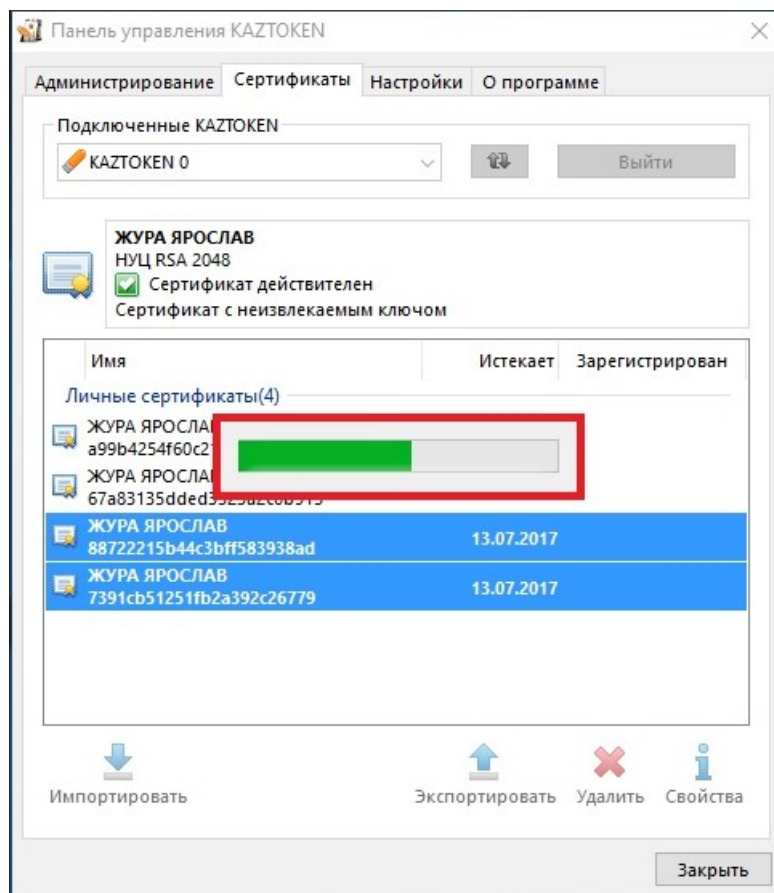 Панель управления KAZTOKEN
Администрирование Сертификаты Настройки О программе
Подключенные KAZTOKEN
KAZTOKEN 0 Выйти
ЖУРА ЯРОСЛАВ
НУЦ RSA 2048
Сертификат действителен
Сертификат с неизвлекаемым ключом
Имя Истекает Зарегистрирован
Личные сертификаты(4)
ЖУРА
ЖУРА
ЖУРА ЯРОСЛАВ
88722215b44c3bff583938ad 13.07.2017
ЖУРА ЯРОСЛАВ
7391cb51251fb2a392c26779 13.07.2017
Импортировать Экспортировать Удалить Свойства
Закрыть